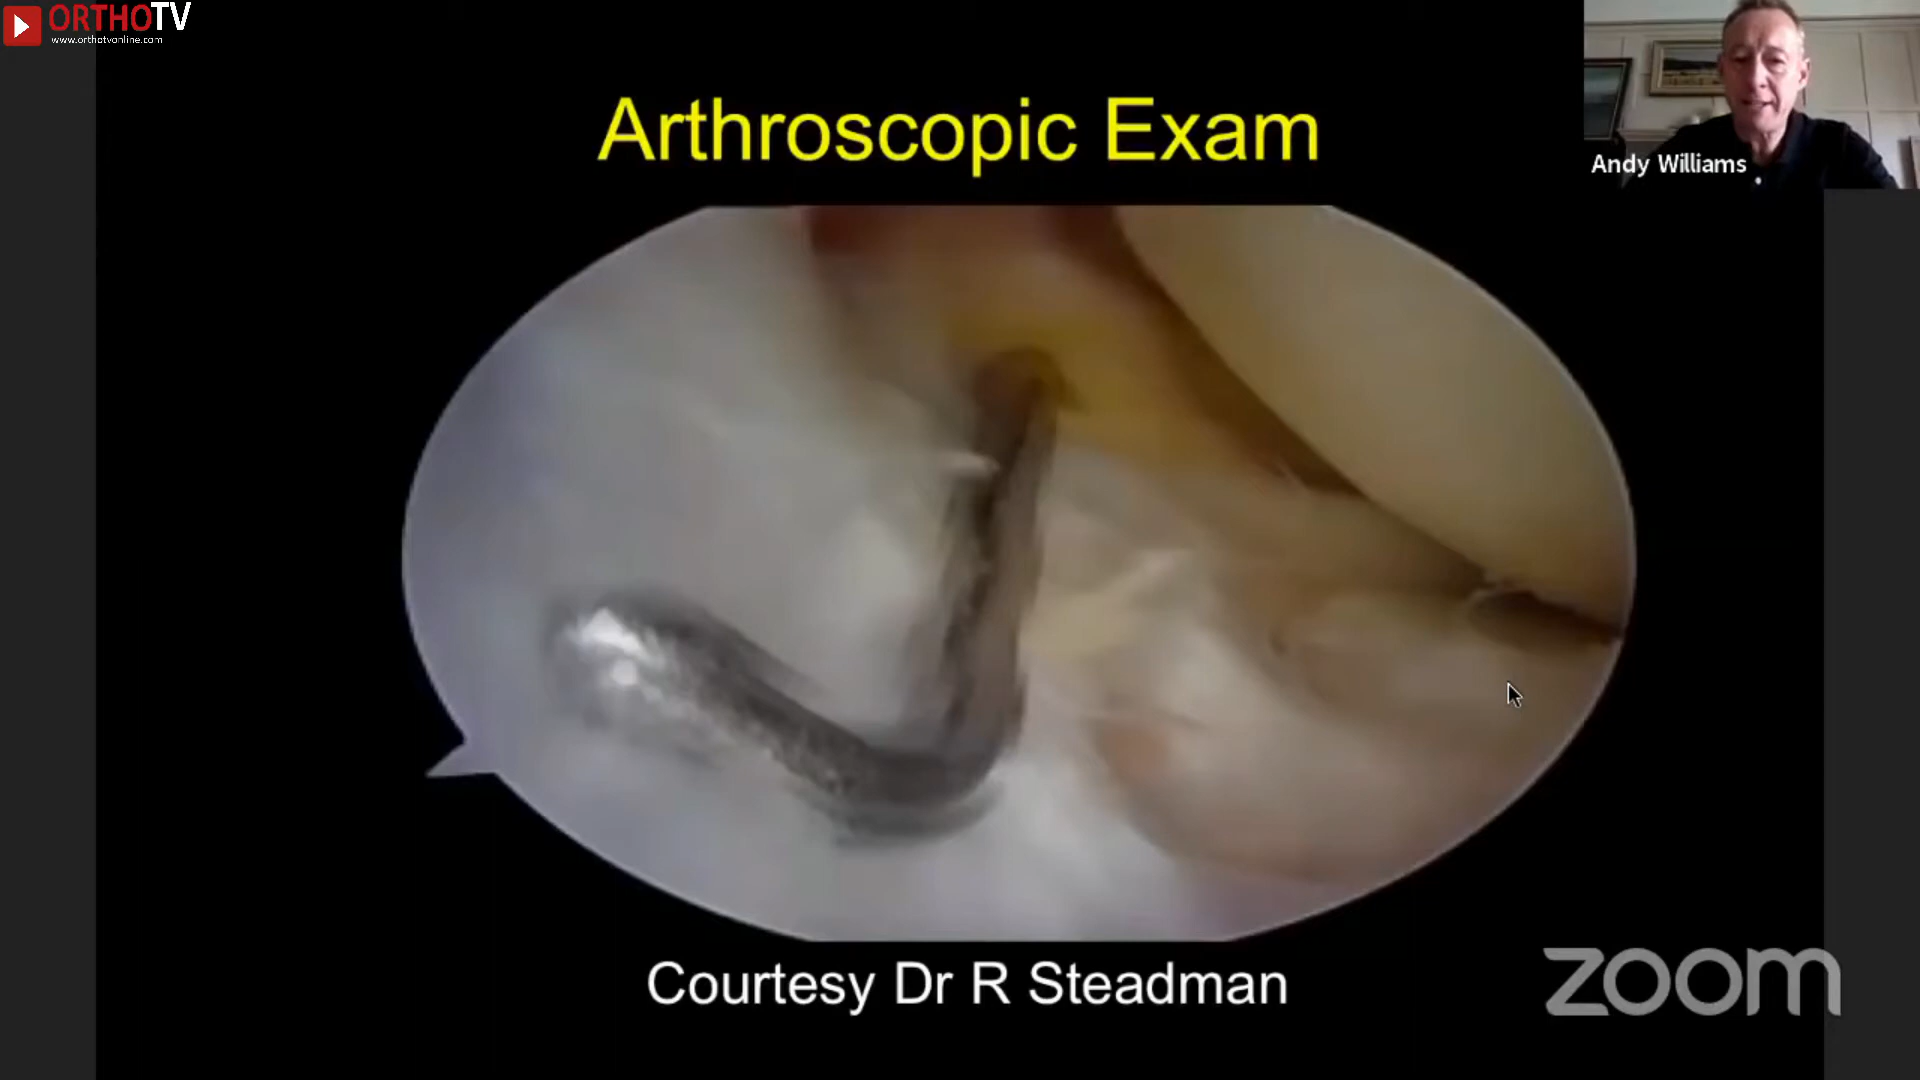 ORTHOTV
www.orthotvonline.com
Arthroscopic Exam
Andy Williams
Courtesy Dr R Steadman
zoom